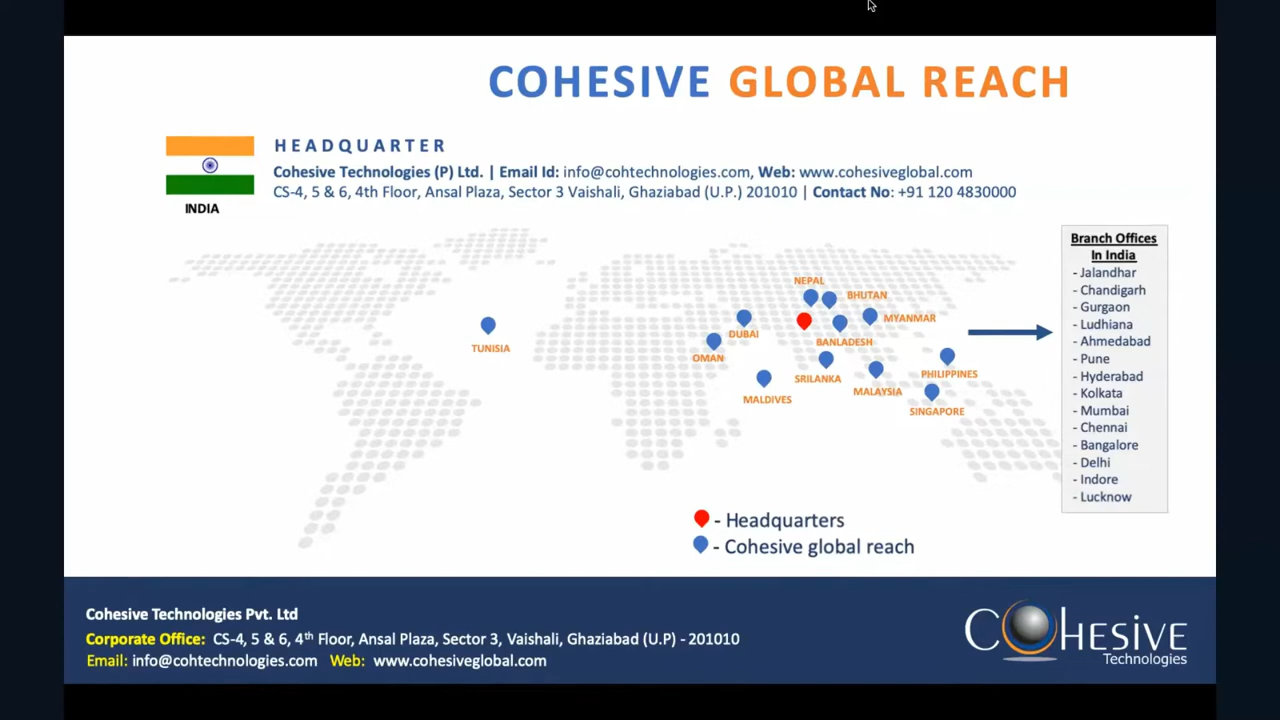 COHESIVE GLOBAL REACH
HEADQUARTER
Cohesive Technologies (P) Ltd. | Email Id: info@cohtechnologies.com, Web: www.cohesiveglobal.com
CS-4, 5 & 6, 4th Floor, Ansal Plaza, Sector 3 Vaishali, Ghaziabad (U.P.) 201010 | Contact No: +91 120 4830000
INDIA
Branch Offices
In India
- Jalandhar
- Chandigarh
- Gurgaon
- Ludhiana
- Ahmedabad
- Pune
- Hyderabad
- Kolkata
- Mumbai
- Chennai
- Bangalore
- Delhi
- Indore
- Lucknow
NEPAL
BHUTAN
MYANMAR
DUBAI
BANLADESH
TUNISIA
OMAN
SRILANKA
PHILIPPINES
MALDIVES
MALAYSIA
SINGAPORE
- Headquarters
- Cohesive global reach
Cohesive Technologies Pvt. Ltd
Corporate Office: CS-4, 5 & 6, 4th Floor, Ansal Plaza, Sector 3, Vaishali, Ghaziabad (U.P) - 201010
Email: info@cohtechnologies.com Web: www.cohesiveglobal.com
COHESIVE
Technologies